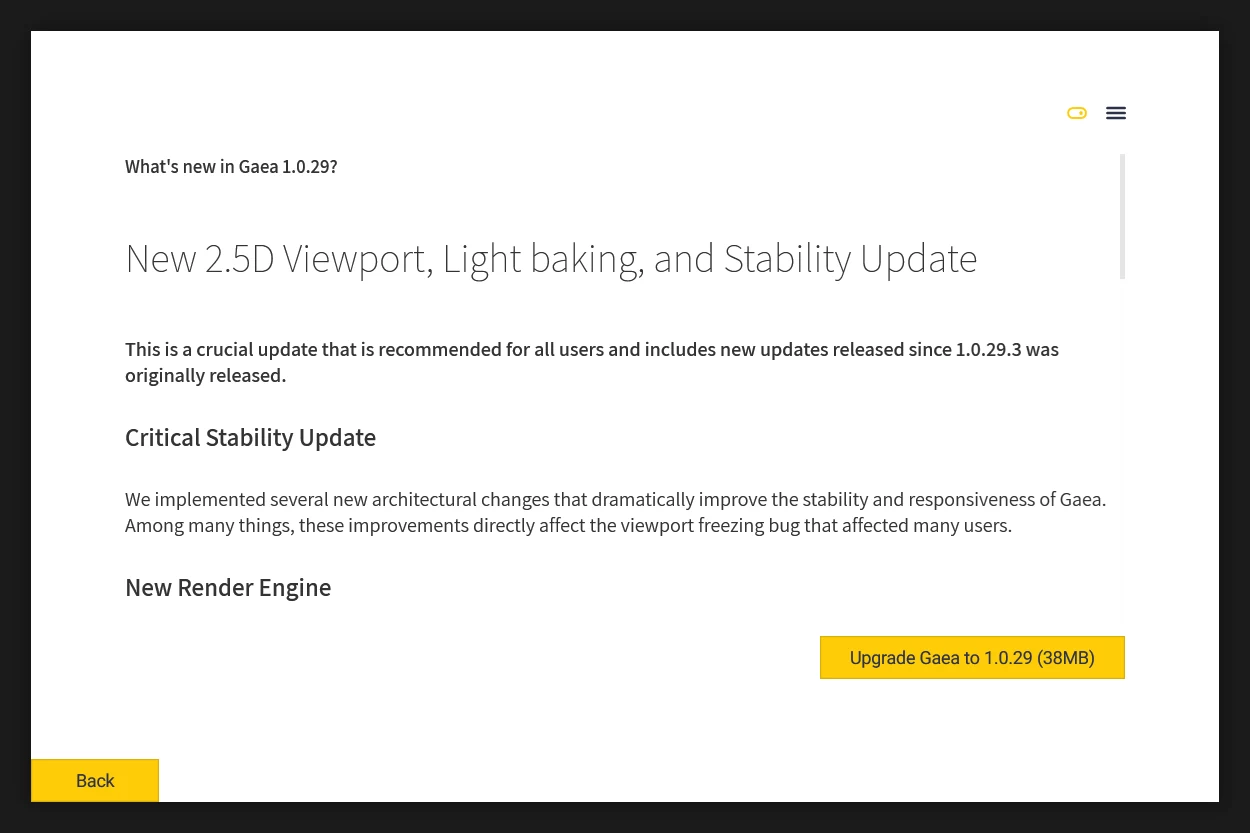 What's new in Gaea 1.0.29?
New 2.5D Viewport, Light baking, and Stability Update
This is a crucial update that is recommended for all users and includes new updates released since 1.0.29.3 was
originally released.
Critical Stability Update
We implemented several new architectural changes that dramatically improve the stability and responsiveness of Gaea.
Among many things, these improvements directly affect the viewport freezing bug that affected many users.
New Render Engine
Upgrade Gaea to 1.0.29 (38MB)
Back